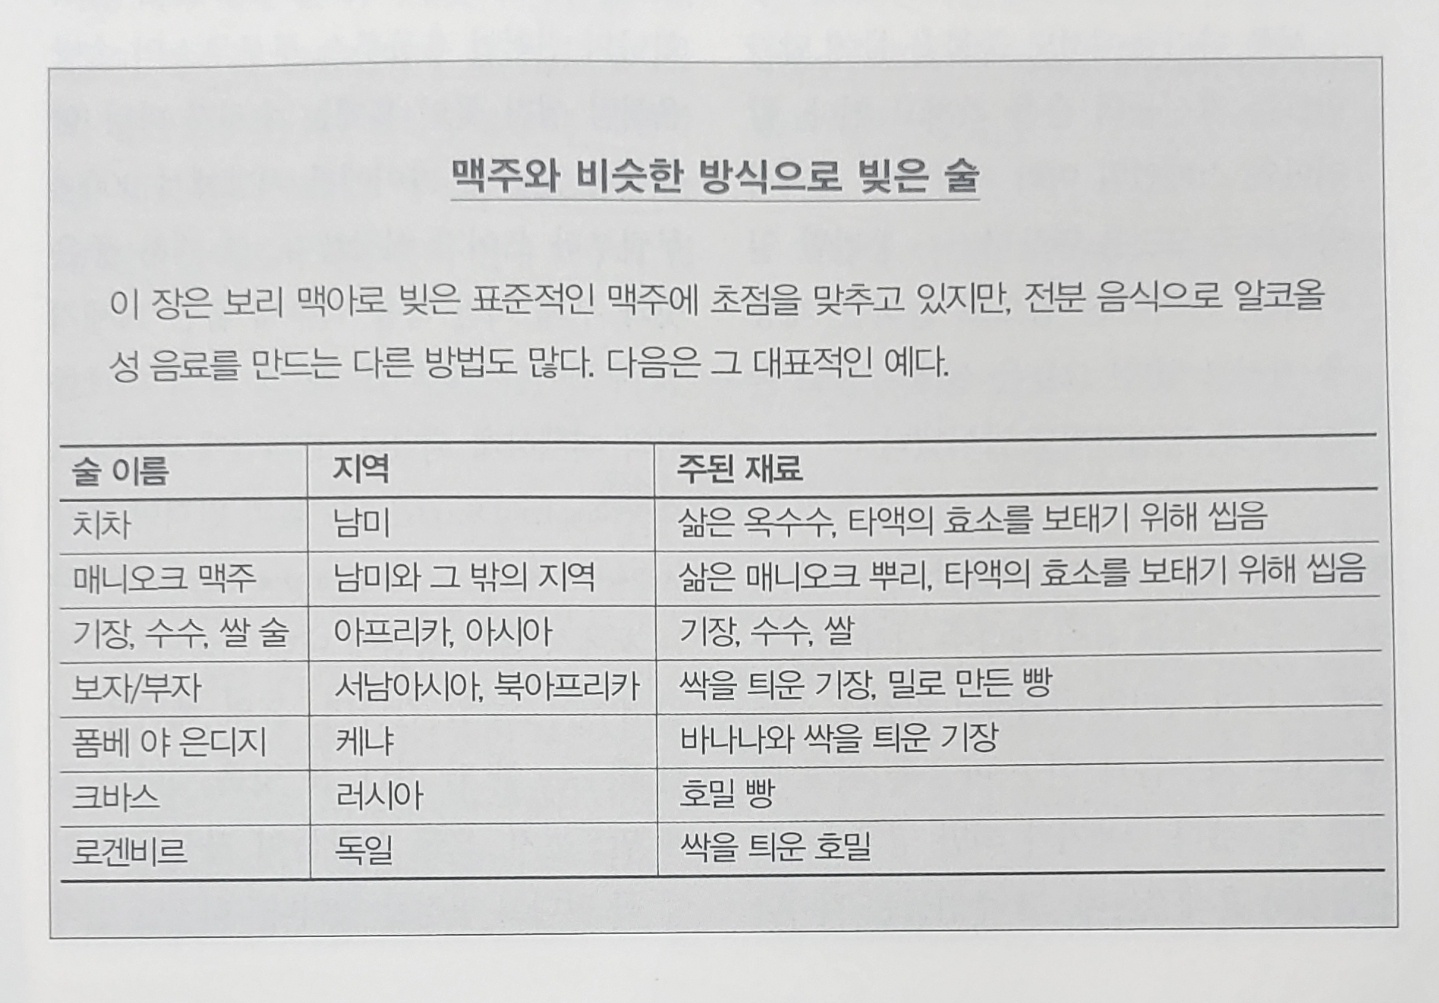 맥주와 비슷한 방식으로 빚은 술
이 장은 보리 맥아로 빚은 표준적인 맥주에 초점을 맞추고 있지만, 전분 음식으로 알코올
성 음료를 만드는 다른 방법도 많다. 다음은 그 대표적인 예다.
술 이름 지역 주된 재료
치차 남미 삶은 옥수수, 타액의 효소를 보태기 위해 씹음
매니오크 맥주 남미와 그 밖의 지역 삶은 매니오크 뿌리, 타액의 효소를 보태기 위해 씹음
기장, 수수, 쌀 술 아프리카, 아시아 기장, 수수, 쌀
보자/부자 서남아시아, 북아프리카 싹을 틔운 기장, 밀로 만든 빵
폼베 야 은디지 케냐 바나나와 싹을 틔운 기장
크바스 러시아 호밀 빵
로겐비르 독일 싹을 틔운 호밀